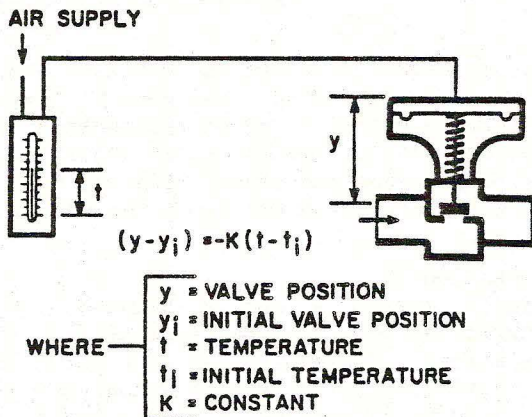 AIR SUPPLY
y
t
(y-yi) =-K(t-ti)
y = VALVE POSITION
yi = INITIAL VALVE POSITION
WHERE
t = TEMPERATURE
ti = INITIAL TEMPERATURE
K = CONSTANT